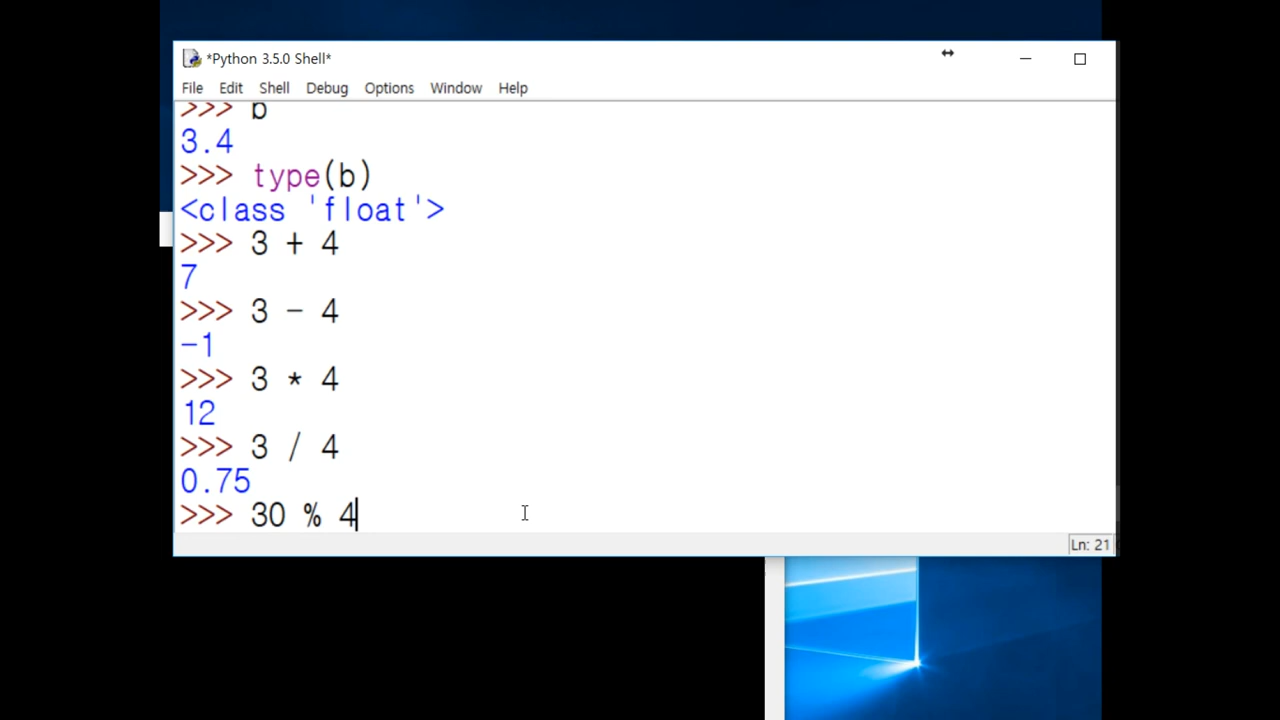 *Python 3.5.0 Shell*
File Edit Shell Debug Options Window Help
>>> b
3.4
>>> type(b)
<class 'float'>
>>> 3 + 4
7
>>> 3 - 4
-1
>>> 3 * 4
12
>>> 3 / 4
0.75
>>> 30 % 4
Ln: 21